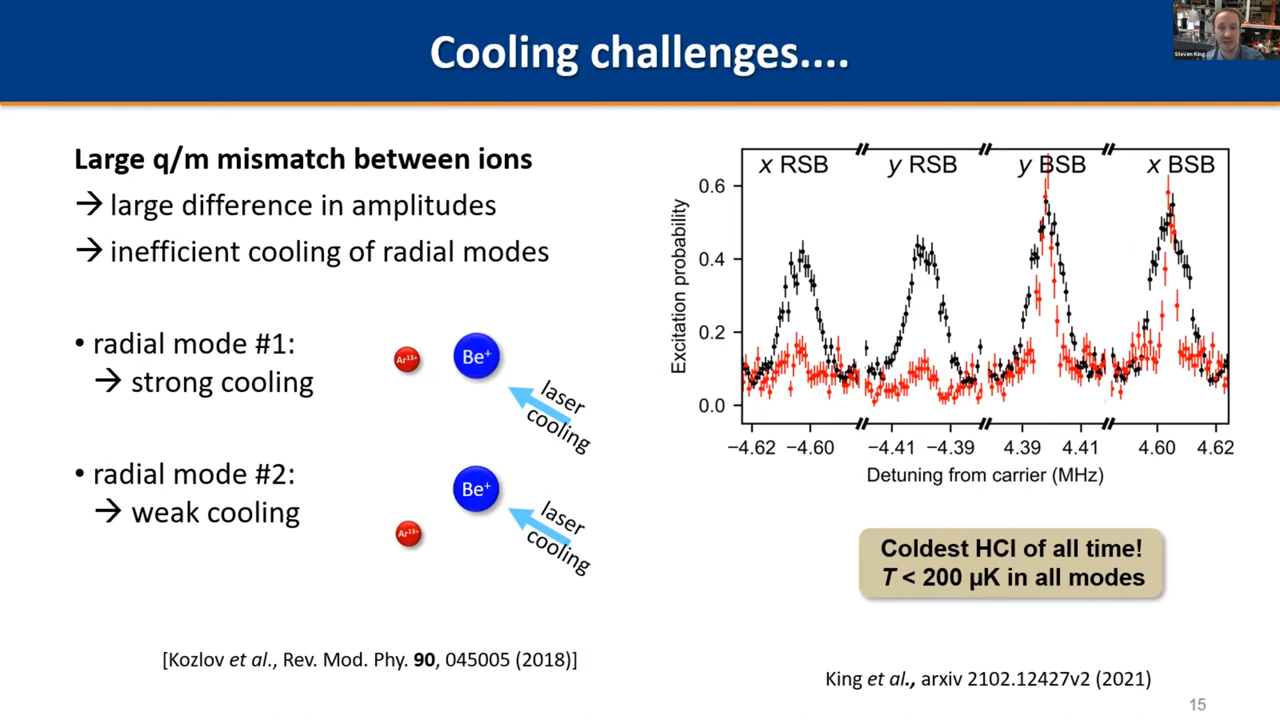 Cooling challenges....
Steven King
Large q/m mismatch between ions
→ large difference in amplitudes
→ inefficient cooling of radial modes
• radial mode #1:
→ strong cooling
Ar¹³⁺
Be⁺
laser
cooling
• radial mode #2:
→ weak cooling
Be⁺
Ar¹³⁺
laser
cooling
[Kozlov et al., Rev. Mod. Phy. 90, 045005 (2018)]
x RSB
y RSB
y BSB
x BSB
Excitation probability
0.6
0.4
0.2
0.0
−4.62
−4.60
−4.41
−4.39
4.39
4.41
4.60
4.62
Detuning from carrier (MHz)
Coldest HCI of all time!
T < 200 µK in all modes
King et al., arxiv 2102.12427v2 (2021)
15